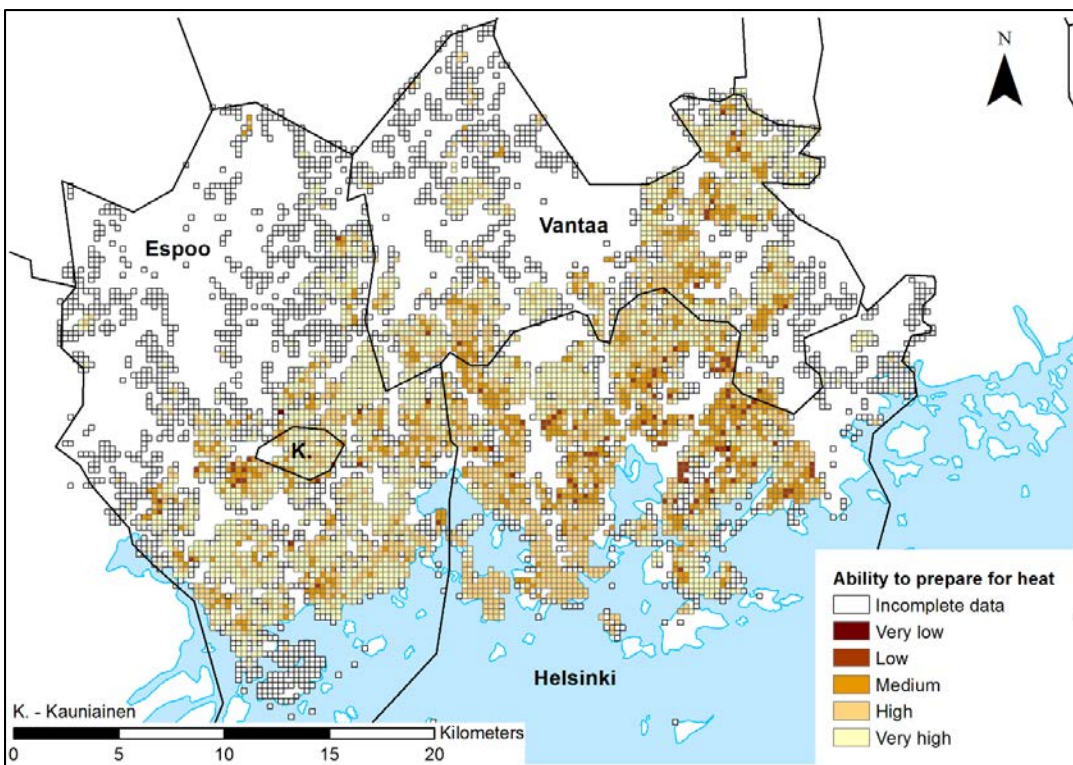 N
Espoo
Vantaa
K.
Helsinki
K. - Kauniainen
Kilometers
0 5 10 15 20
Ability to prepare for heat
Incomplete data
Very low
Low
Medium
High
Very high